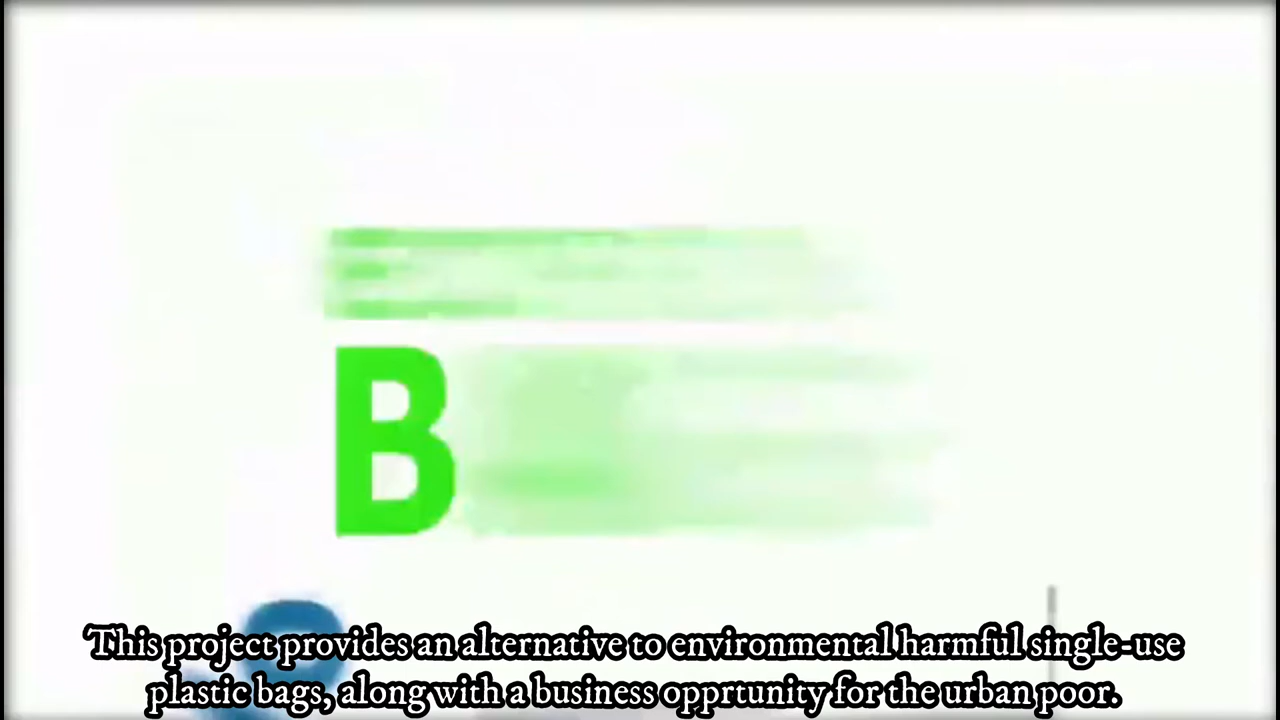 B
This project provides an alternative to environmental harmful single-use
plastic bags, along with a business opprtunity for the urban poor.